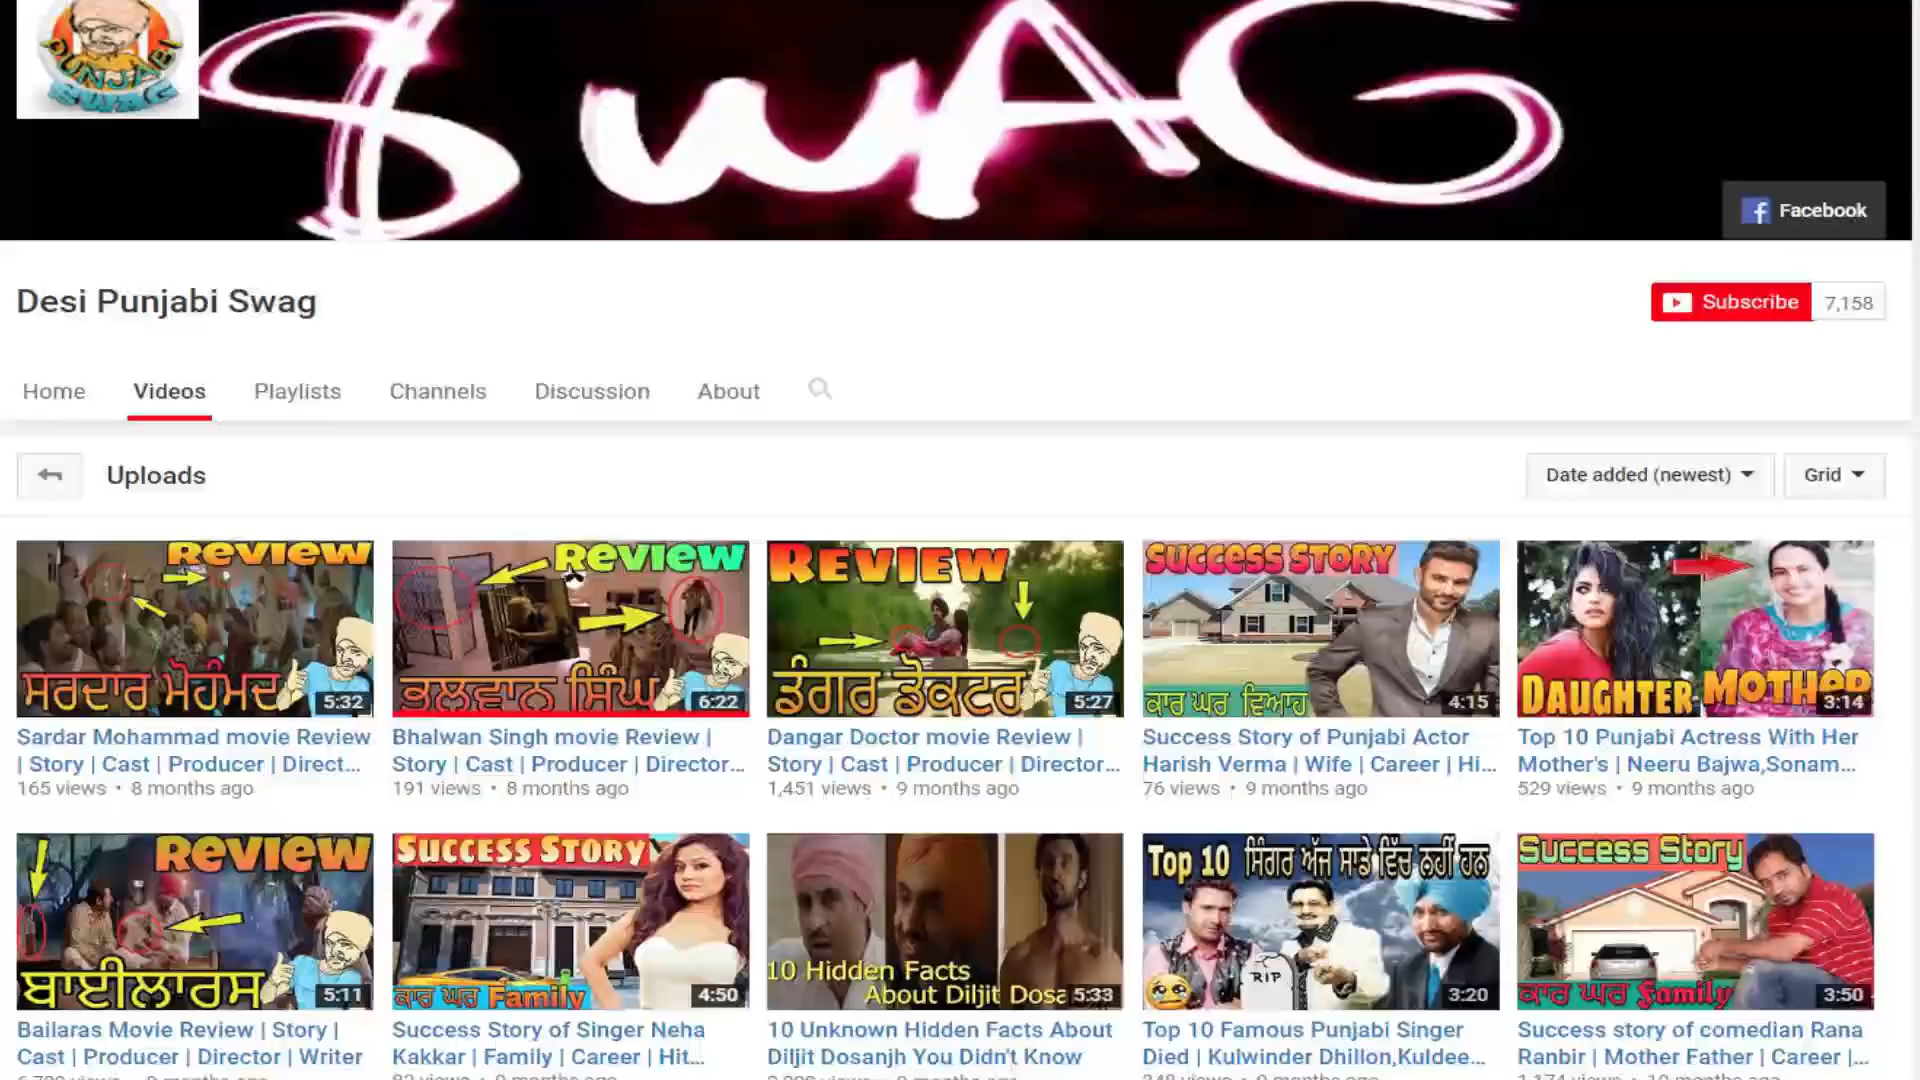 PUNJABI
SWAG
SWAG
Facebook
Desi Punjabi Swag
Subscribe 7,158
Home Videos Playlists Channels Discussion About
Uploads
Date added (newest) Grid
Review
ਸਰਦਾਰ ਮੋਹੰਮਦ
5:32
Sardar Mohammad movie Review
| Story | Cast | Producer | Direct...
165 views • 8 months ago
Review
ਭਲਵਾਨ ਸਿੰਘ
6:22
Bhalwan Singh movie Review |
Story | Cast | Producer | Director...
191 views • 8 months ago
Review
ਡੰਗਰ ਡੋਕਟਰ
5:27
Dangar Doctor movie Review |
Story | Cast | Producer | Director...
1,451 views • 9 months ago
Success Story
ਕਾਰ ਘਰ ਵਿਆਹ
4:15
Success Story of Punjabi Actor
Harish Verma | Wife | Career | Hi...
76 views • 9 months ago
Daughter Mother
3:14
Top 10 Punjabi Actress With Her
Mother's | Neeru Bajwa,Sonam...
529 views • 9 months ago
Review
ਬਾਈਲਾਰਸ
5:11
Bailaras Movie Review | Story |
Cast | Producer | Director | Writer
Success Story
ਕਾਰ ਘਰ Family
4:50
Success Story of Singer Neha
Kakkar | Family | Career | Hit...
10 Hidden Facts
About Diljit Dosa
5:33
10 Unknown Hidden Facts About
Diljit Dosanjh You Didn't Know
Top 10 ਸਿੰਗਰ ਅੱਜ ਸਾਡੇ ਵਿੱਚ ਨਹੀਂ ਹਨ
RIP
3:20
Top 10 Famous Punjabi Singer
Died | Kulwinder Dhillon,Kuldee...
Success Story
ਕਾਰ ਘਰ Family
3:50
Success story of comedian Rana
Ranbir | Mother Father | Career |...